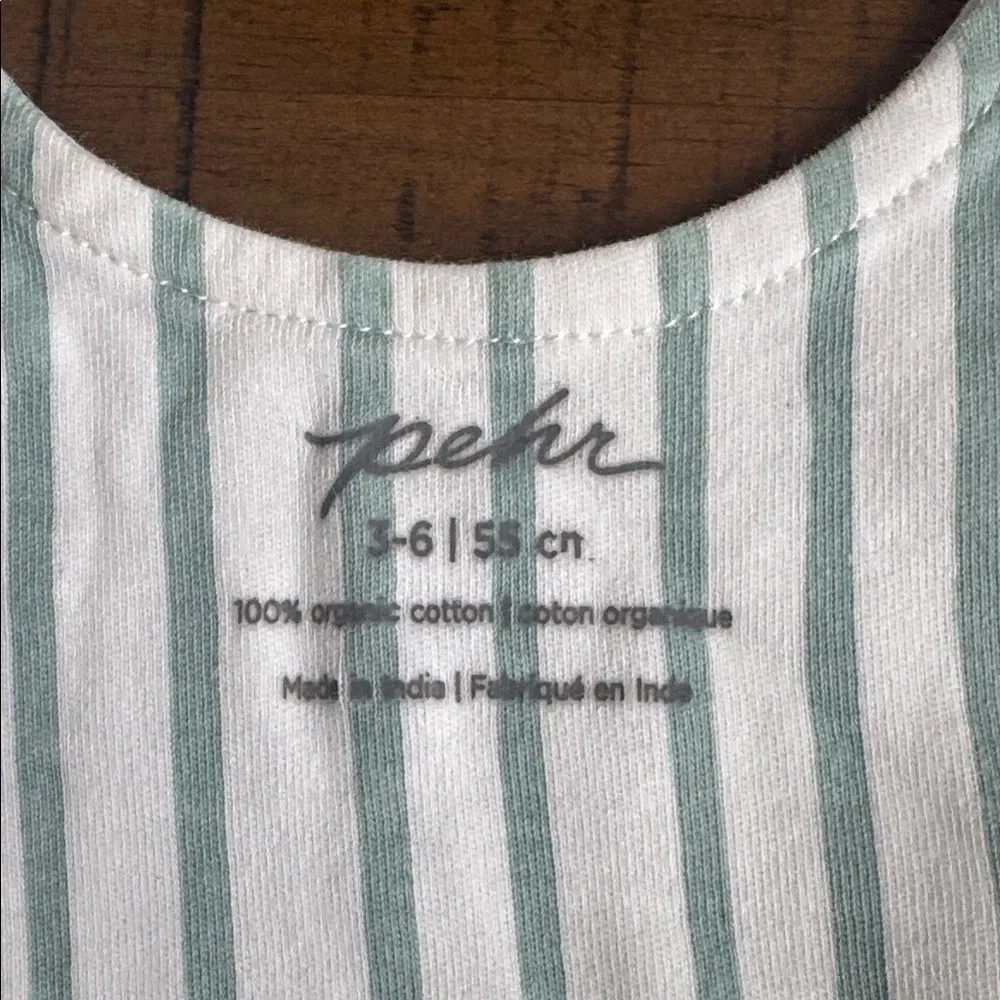 pehr
3-6 | 55 cm
100% organic cotton | coton organique
Made in India | Fabriqué en Inde